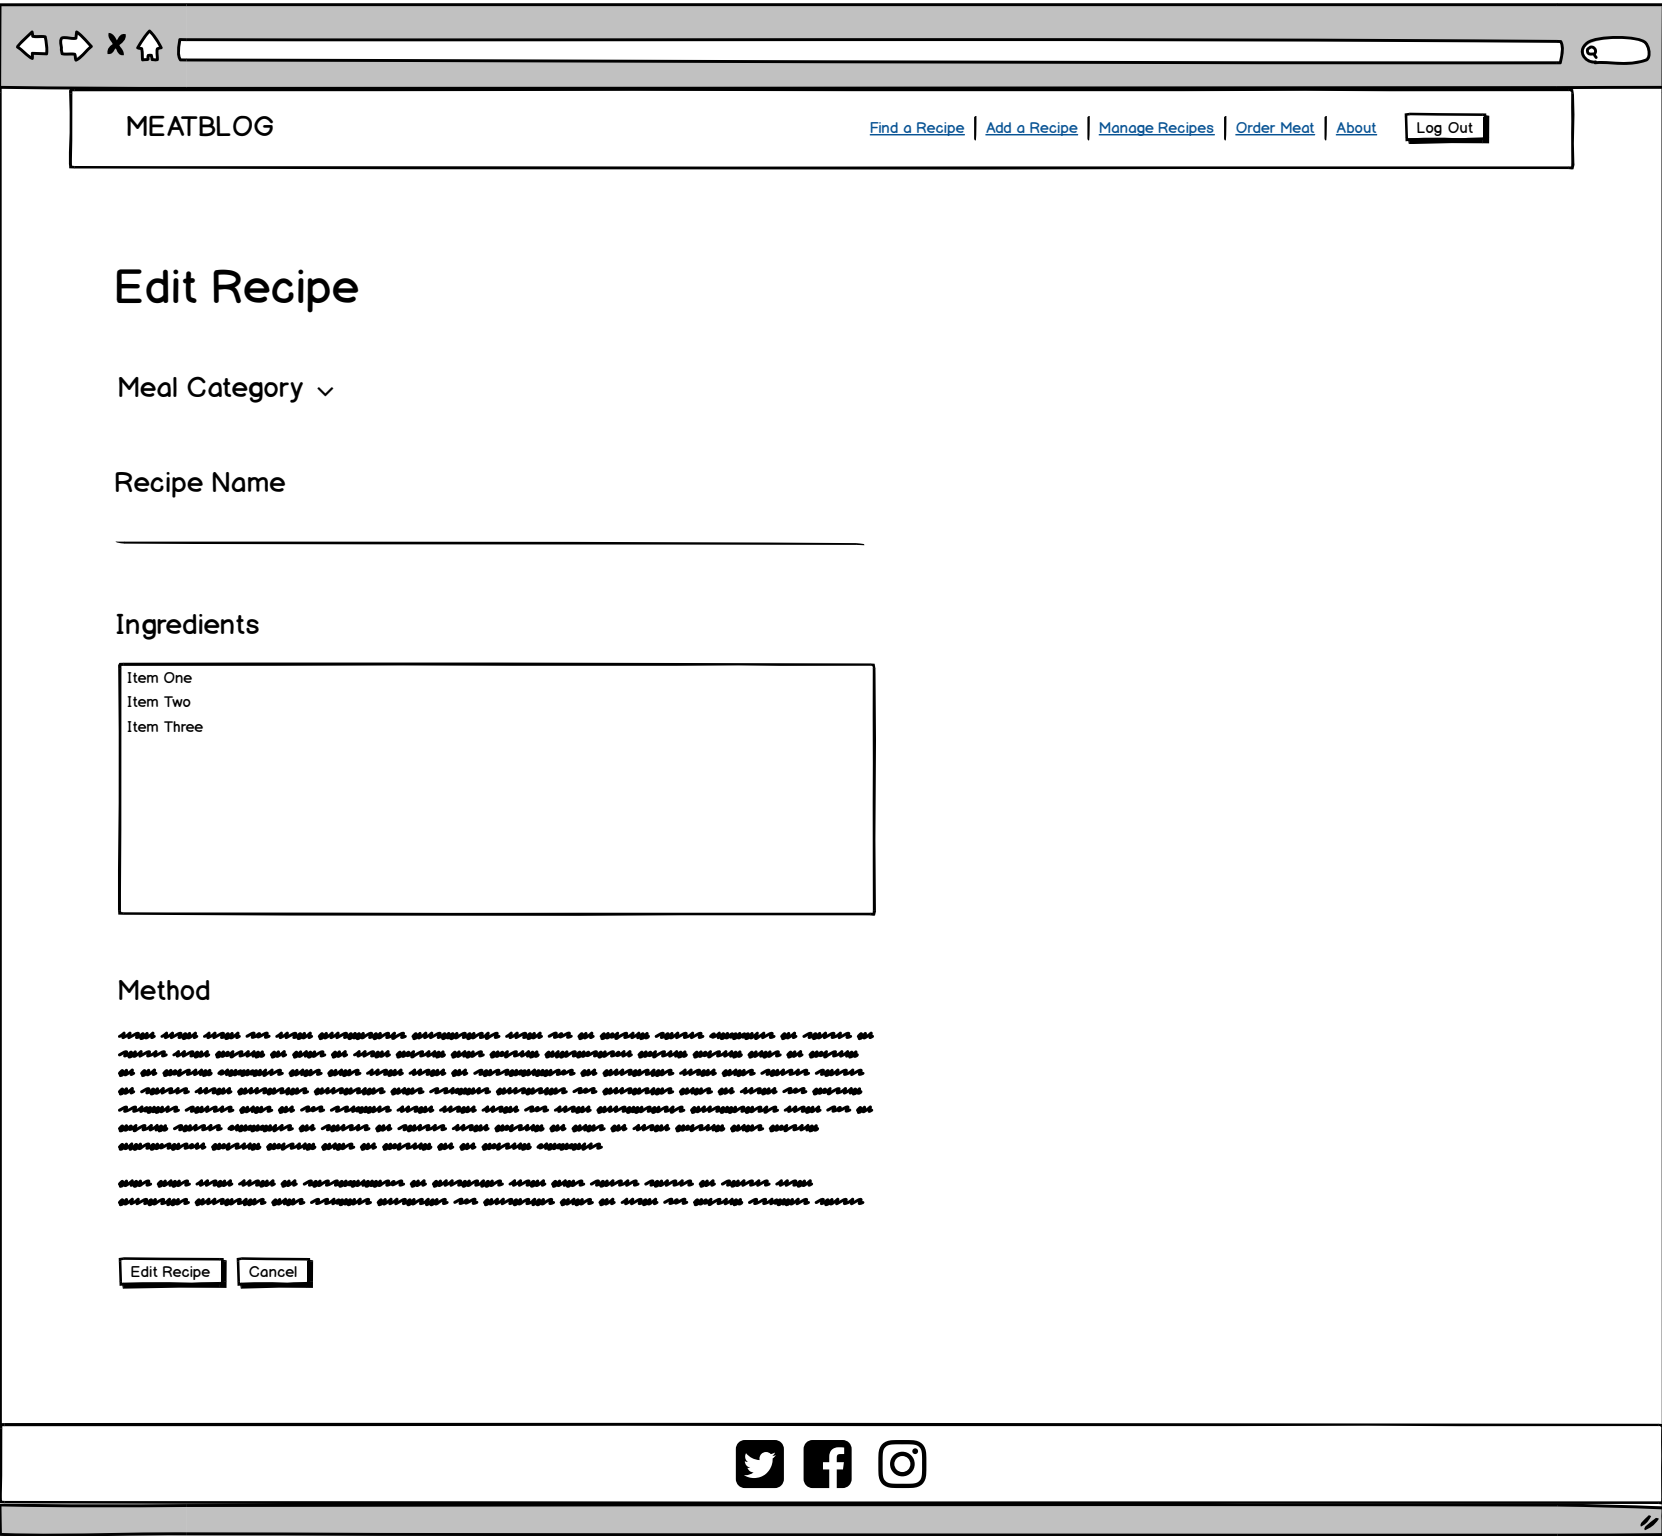 MEATBLOG
Find a Recipe | Add a Recipe | Manage Recipes | Order Meat | About
Log Out
Edit Recipe
Meal Category
Recipe Name
Ingredients
Item One
Item Two
Item Three
Method
Edit Recipe
Cancel